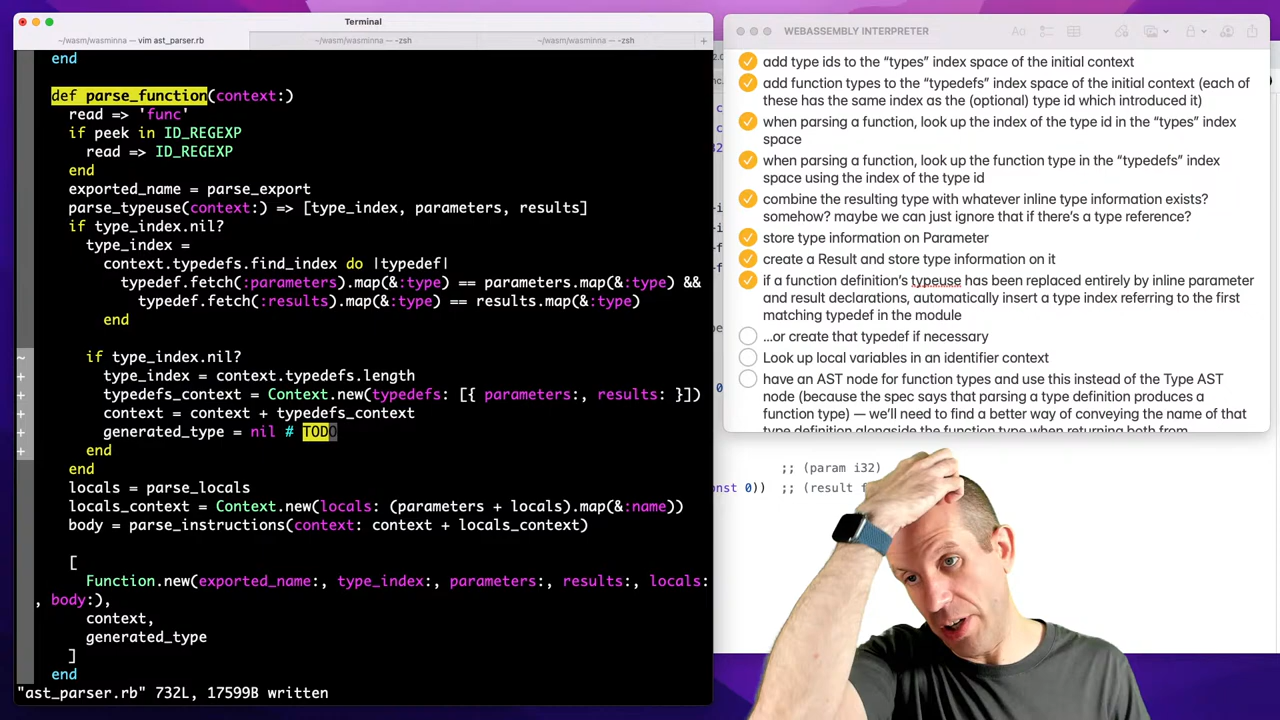 Terminal
~/wasm/wasminna — vim ast_parser.rb
~/wasm/wasminna — -zsh
~/wasm/wasminna — -zsh
+
end
def parse_function(context:)
read => 'func'
if peek in ID_REGEXP
read => ID_REGEXP
end
exported_name = parse_export
parse_typeuse(context:) => [type_index, parameters, results]
if type_index.nil?
type_index =
context.typedefs.find_index do |typedef|
typedef.fetch(:parameters).map(&:type) == parameters.map(&:type) &&
typedef.fetch(:results).map(&:type) == results.map(&:type)
end
~ if type_index.nil?
+ type_index = context.typedefs.length
+ typedefs_context = Context.new(typedefs: [{ parameters:, results: }])
+ context = context + typedefs_context
+ generated_type = nil # TODO
+ end
end
locals = parse_locals
locals_context = Context.new(locals: (parameters + locals).map(&:name))
body = parse_instructions(context: context + locals_context)
[
Function.new(exported_name:, type_index:, parameters:, results:, locals:
, body:),
context,
generated_type
]
end
"ast_parser.rb" 732L, 17599B written
WEBASSEMBLY INTERPRETER
Aa
add type ids to the “types” index space of the initial context
add function types to the “typedefs” index space of the initial context (each of
these has the same index as the (optional) type id which introduced it)
when parsing a function, look up the index of the type id in the “types” index
space
when parsing a function, look up the function type in the “typedefs” index
space using the index of the type id
combine the resulting type with whatever inline type information exists?
somehow? maybe we can just ignore that if there’s a type reference?
store type information on Parameter
create a Result and store type information on it
if a function definition’s typeuse has been replaced entirely by inline parameter
and result declarations, automatically insert a type index referring to the first
matching typedef in the module
…or create that typedef if necessary
Look up local variables in an identifier context
have an AST node for function types and use this instead of the Type AST
node (because the spec says that parsing a type definition produces a
function type) — we’ll need to find a better way of conveying the name of that
type definition alongside the function type when returning both from
;; (param i32)
onst 0)) ;; (result f